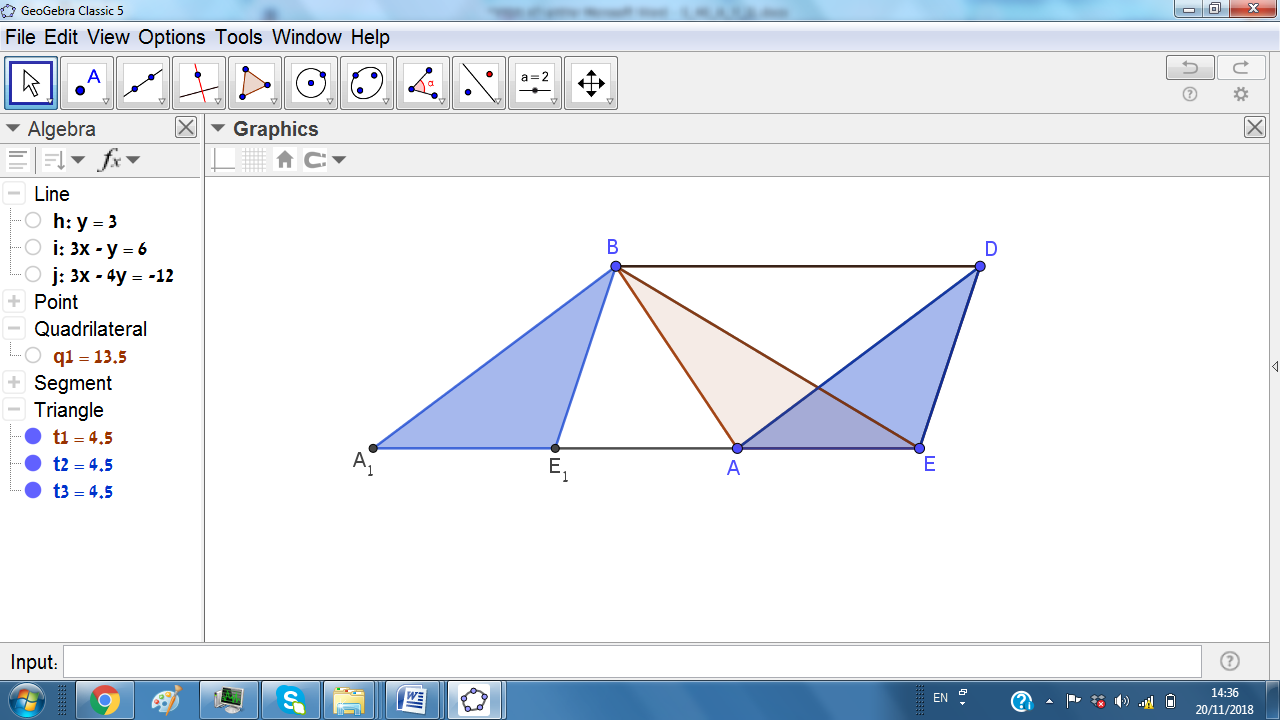 GeoGebra Classic 5
File Edit View Options Tools Window Help
A
α
a=2
Algebra
Graphics
fx
Line
h: y = 3
i: 3x - y = 6
j: 3x - 4y = -12
Point
Quadrilateral
q1 = 13.5
Segment
Triangle
t1 = 4.5
t2 = 4.5
t3 = 4.5
B
D
A1
E1
A
E
Input:
EN
14:36
20/11/2018